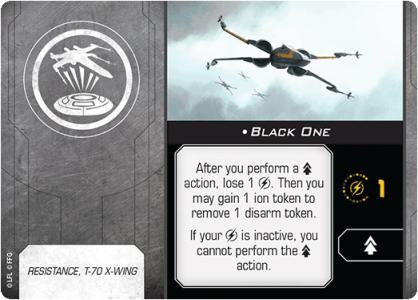 • BLACK ONE
After you perform a
action, lose 1 . Then you
may gain 1 ion token to
remove 1 disarm token.
If your is inactive, you
cannot perform the
action.
1
RESISTANCE, T-70 X-WING
© LFL © FFG